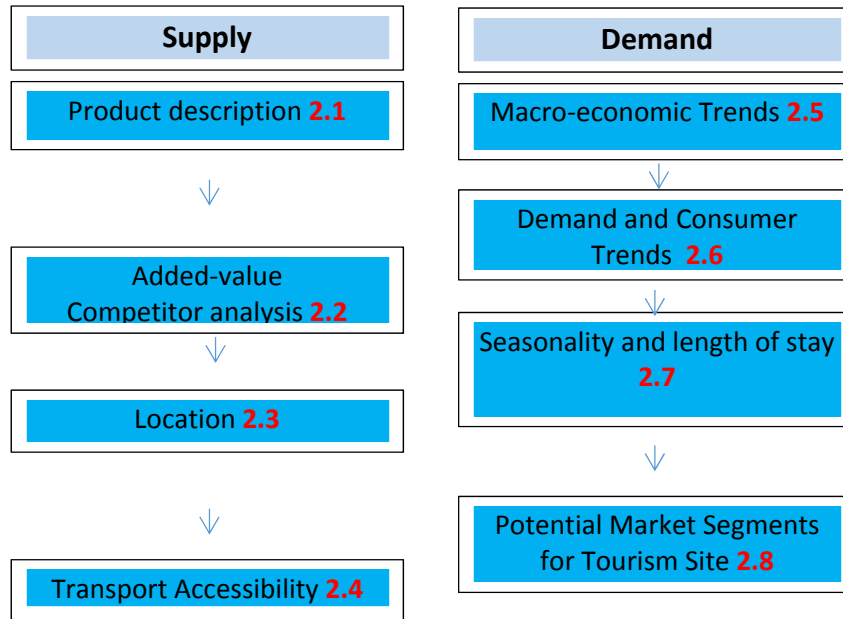 Supply
Product description 2.1
Added-value
Competitor analysis 2.2
Location 2.3
Transport Accessibility 2.4
Demand
Macro-economic Trends 2.5
Demand and Consumer
Trends 2.6
Seasonality and length of stay
2.7
Potential Market Segments
for Tourism Site 2.8